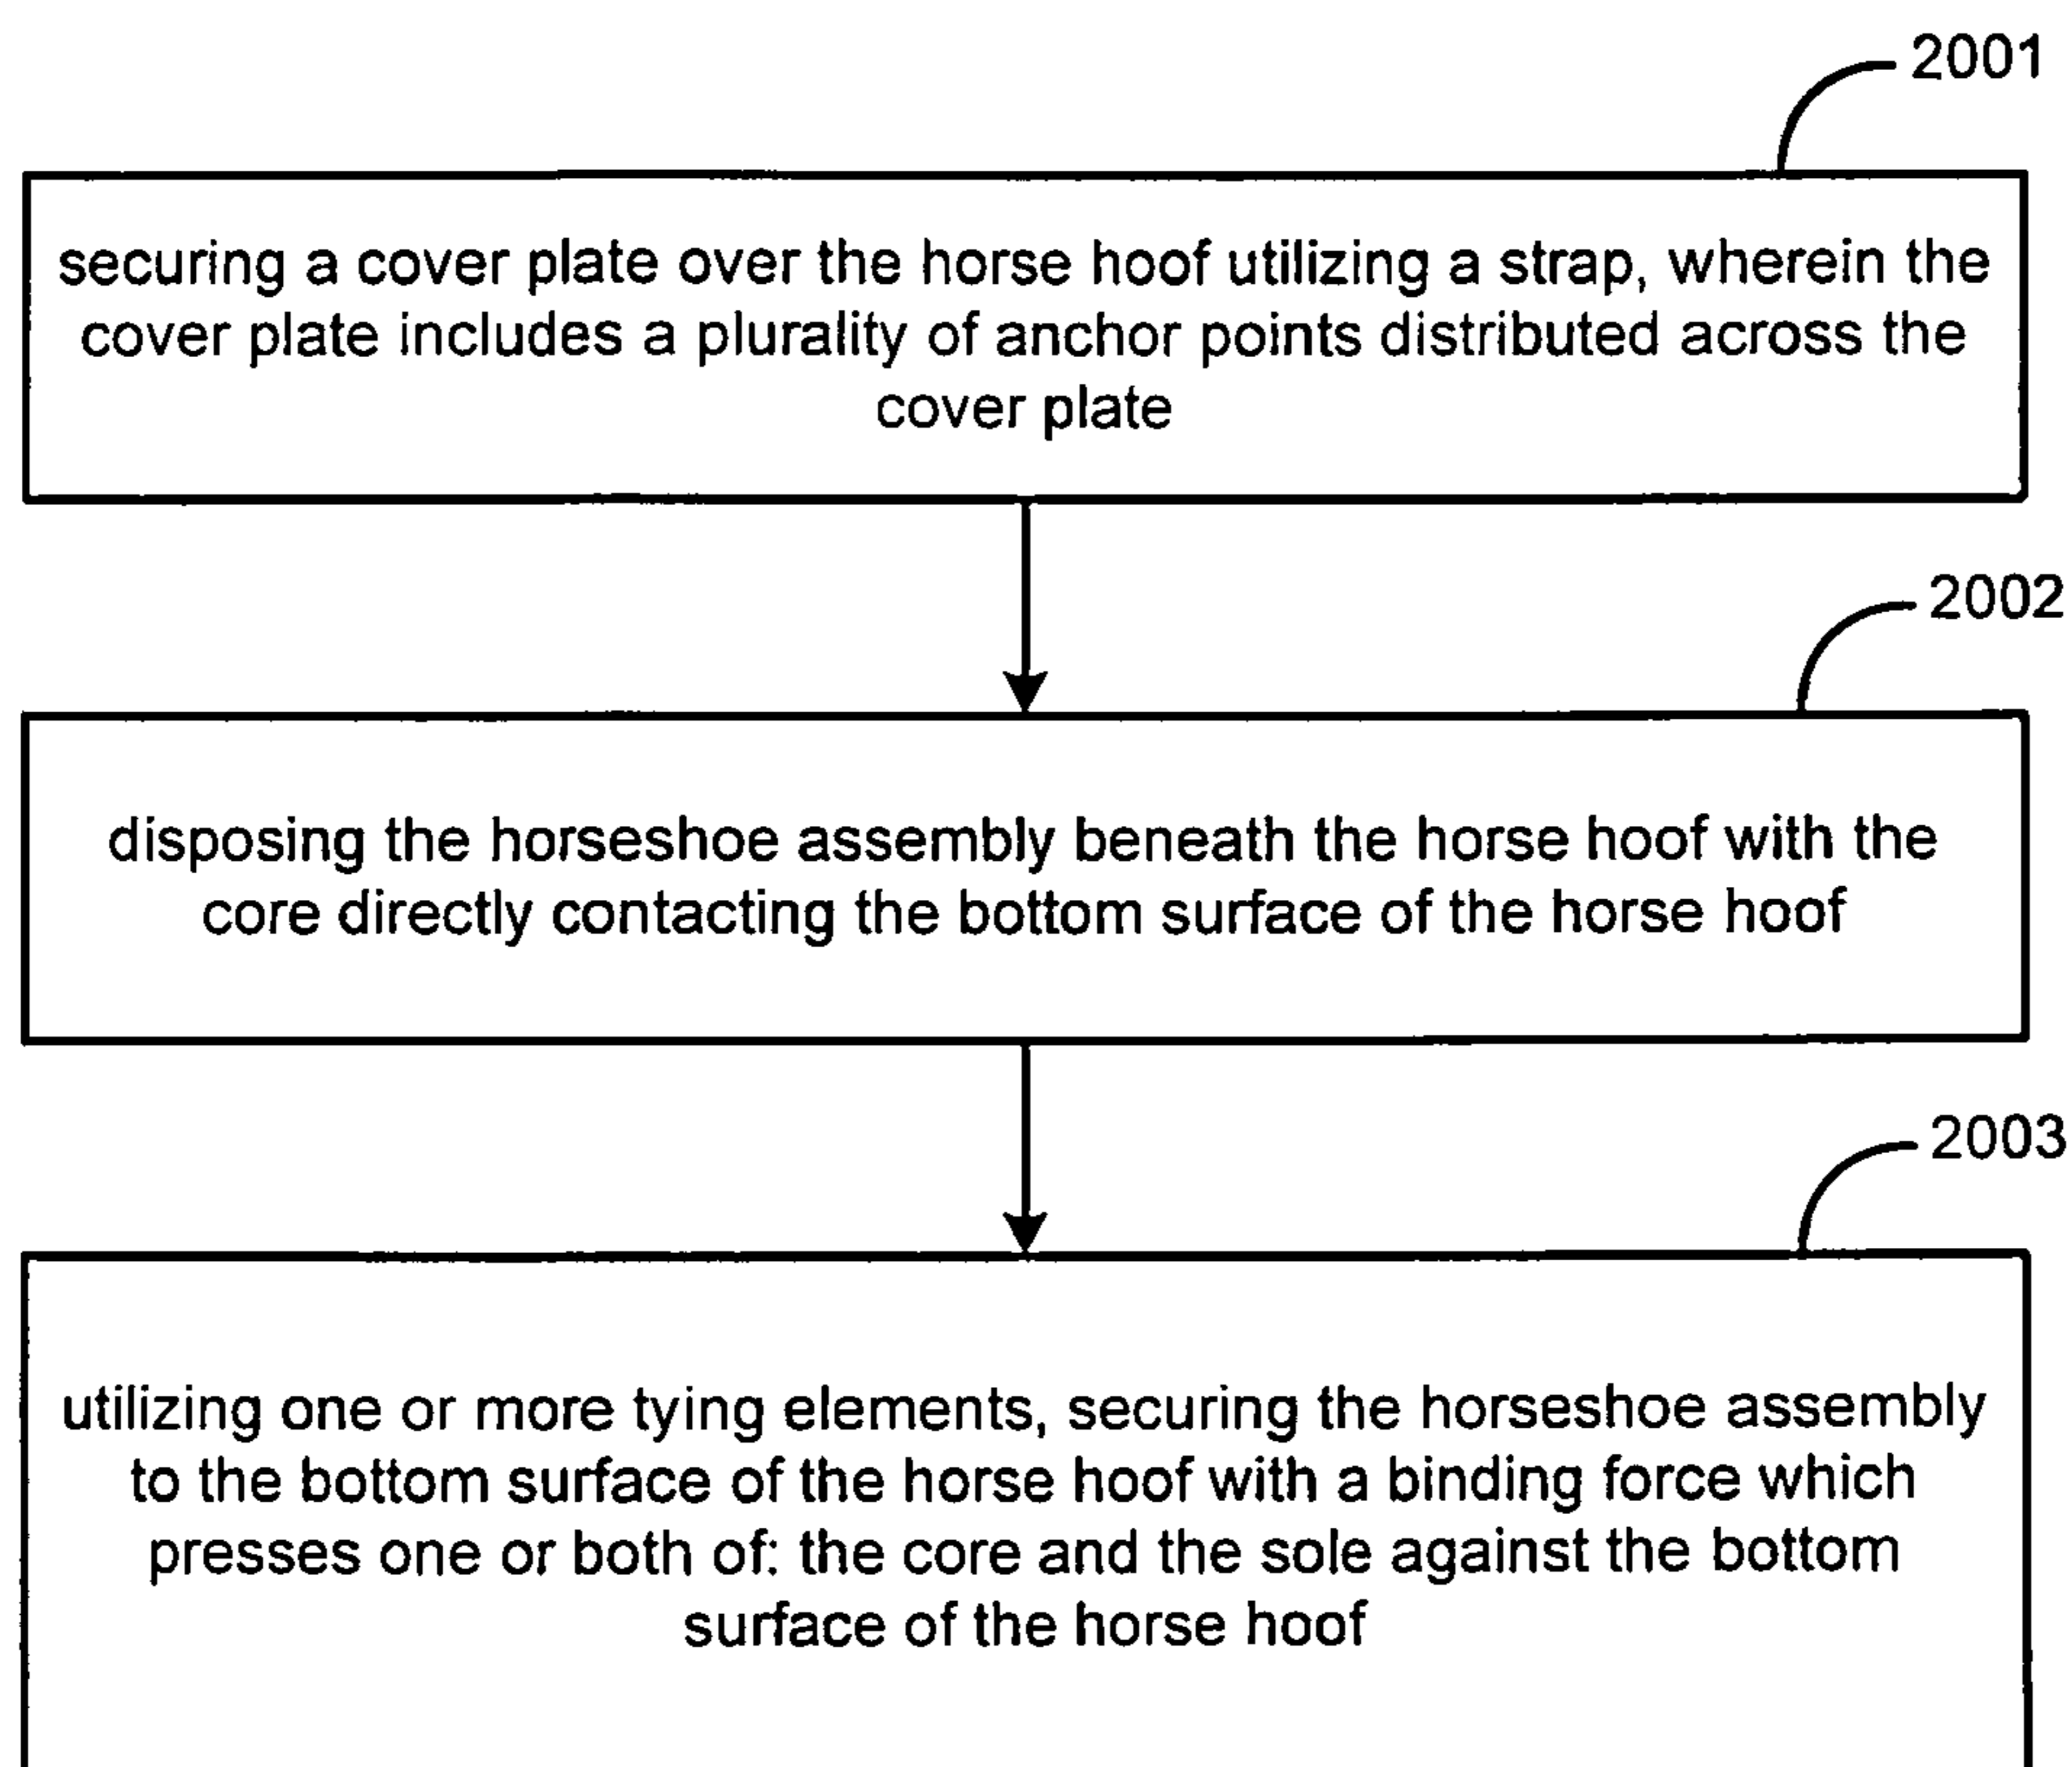 2001
securing a cover plate over the horse hoof utilizing a strap, wherein the
cover plate includes a plurality of anchor points distributed across the
cover plate
2002
disposing the horseshoe assembly beneath the horse hoof with the
core directly contacting the bottom surface of the horse hoof
2003
utilizing one or more tying elements, securing the horseshoe assembly
to the bottom surface of the horse hoof with a binding force which
presses one or both of: the core and the sole against the bottom
surface of the horse hoof